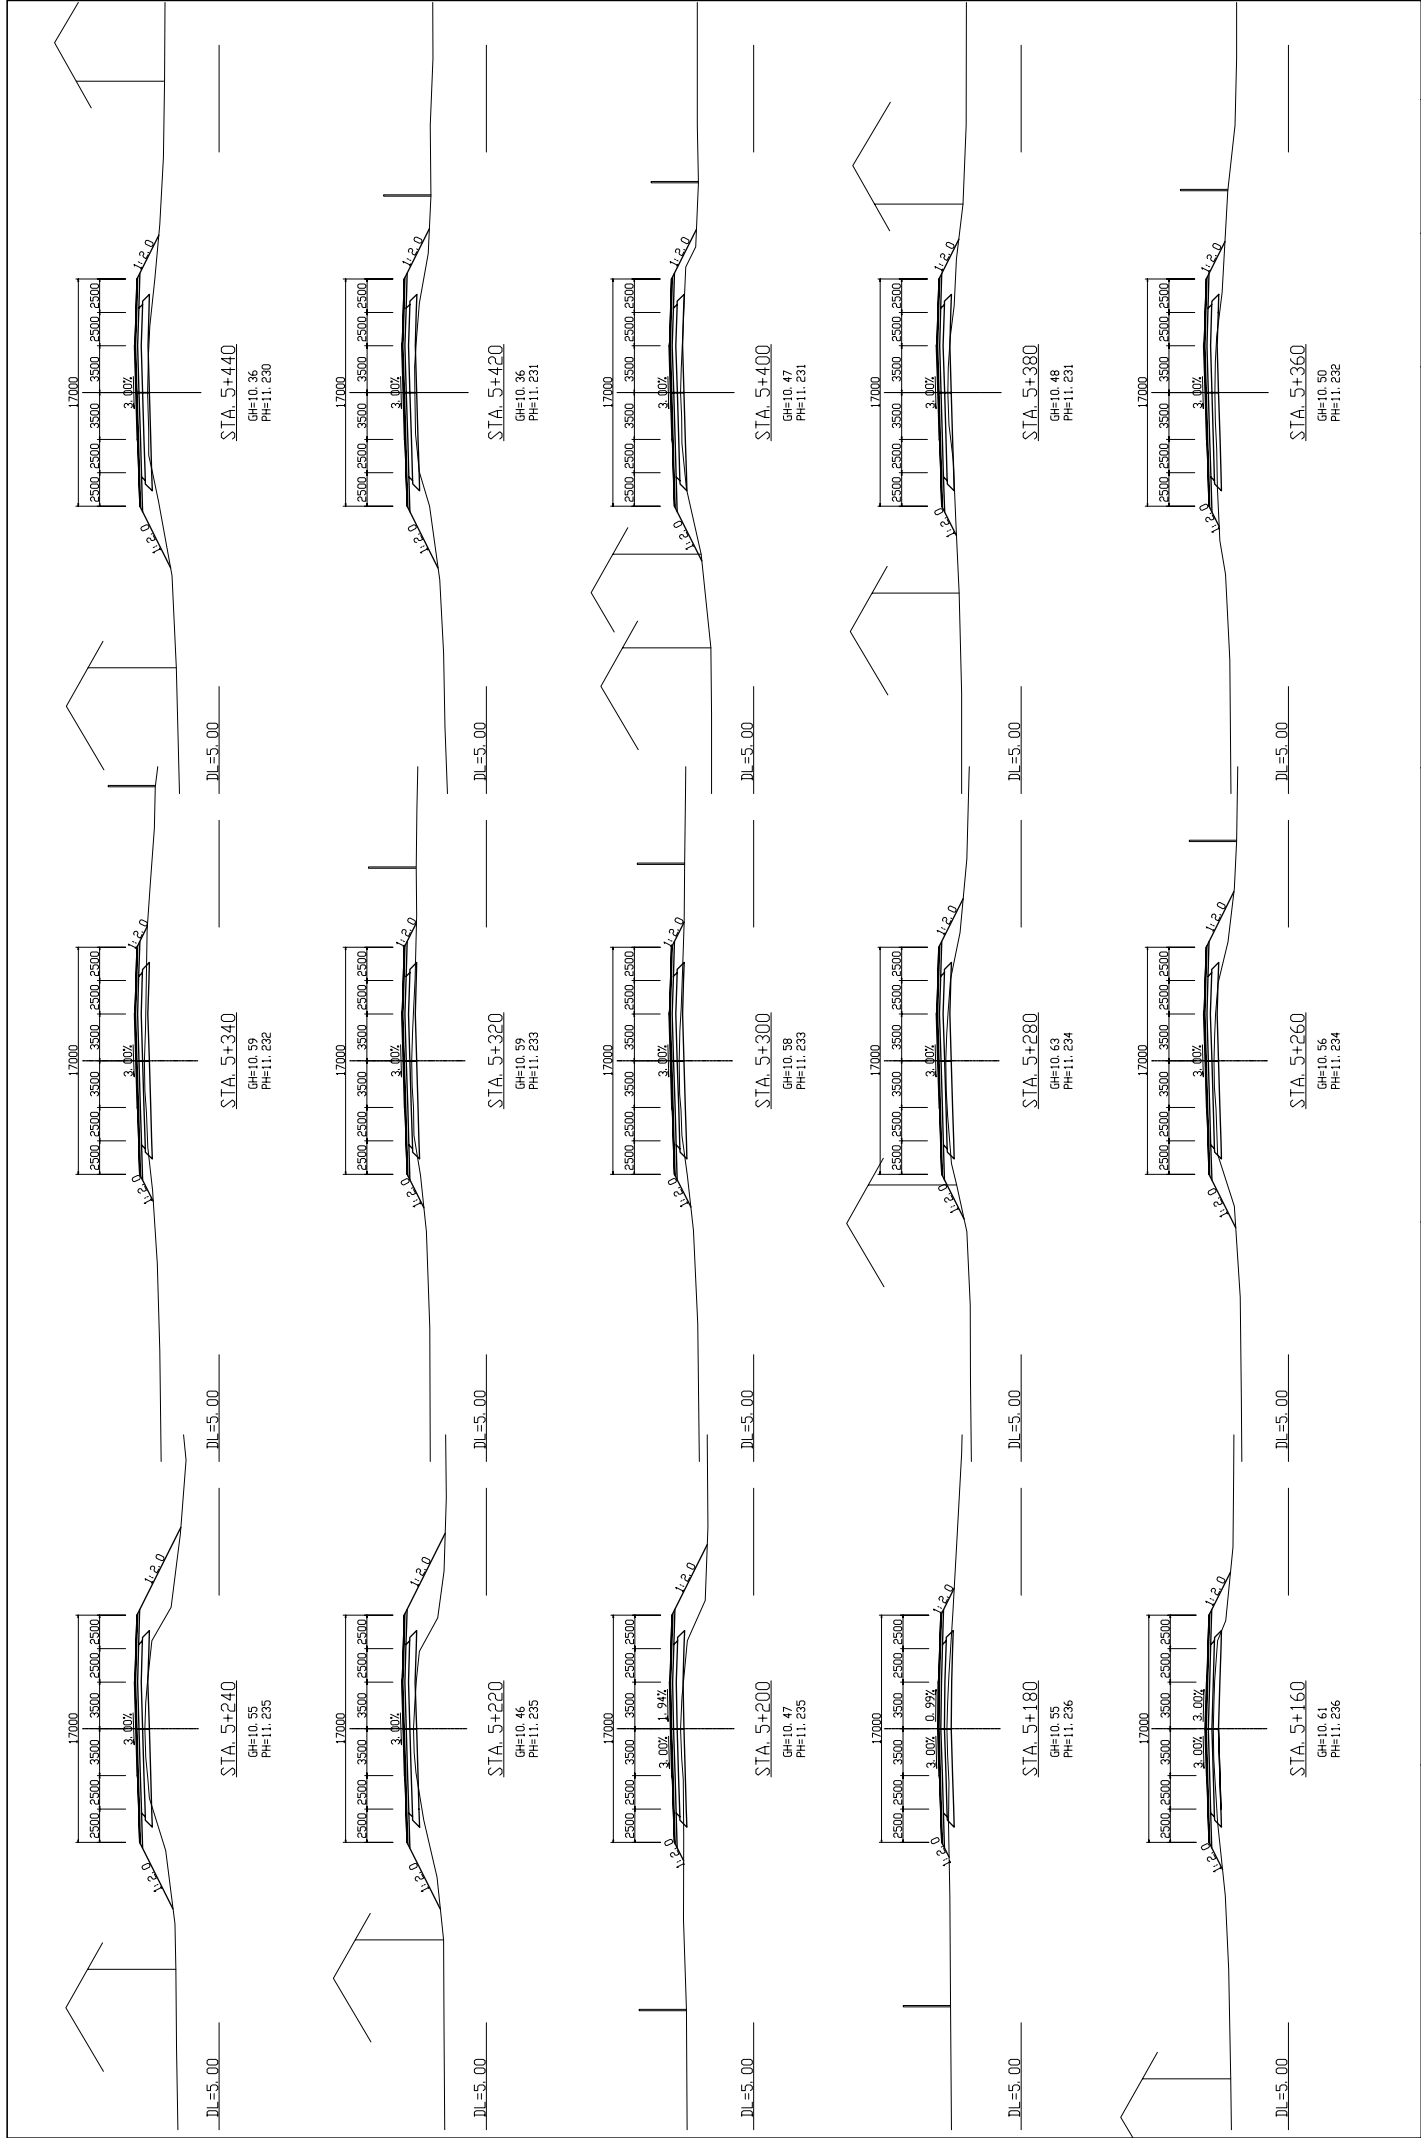 17000
2500 2500 3500 3500 2500 2500
3.00%
1:2.0 1:2.0
DL=5.00
STA. 5+240
GH=10.55
PH=11.235
17000
2500 2500 3500 3500 2500 2500
3.00%
1:2.0 1:2.0
DL=5.00
STA. 5+220
GH=10.46
PH=11.235
17000
2500 2500 3500 3500 2500 2500
3.00% 1.94%
1:2.0 1:2.0
DL=5.00
STA. 5+200
GH=10.47
PH=11.235
17000
2500 2500 3500 3500 2500 2500
3.00% 0.99%
1:2.0 1:2.0
DL=5.00
STA. 5+180
GH=10.55
PH=11.236
17000
2500 2500 3500 3500 2500 2500
3.00% 3.00%
1:2.0 1:2.0
DL=5.00
STA. 5+160
GH=10.61
PH=11.236
17000
2500 2500 3500 3500 2500 2500
3.00%
1:2.0 1:2.0
DL=5.00
STA. 5+340
GH=10.59
PH=11.232
17000
2500 2500 3500 3500 2500 2500
3.00%
1:2.0 1:2.0
DL=5.00
STA. 5+320
GH=10.59
PH=11.233
17000
2500 2500 3500 3500 2500 2500
3.00%
1:2.0 1:2.0
DL=5.00
STA. 5+300
GH=10.58
PH=11.233
17000
2500 2500 3500 3500 2500 2500
3.00%
1:2.0 1:2.0
DL=5.00
STA. 5+280
GH=10.63
PH=11.234
17000
2500 2500 3500 3500 2500 2500
3.00%
1:2.0 1:2.0
DL=5.00
STA. 5+260
GH=10.56
PH=11.234
17000
2500 2500 3500 3500 2500 2500
3.00%
1:2.0 1:2.0
DL=5.00
STA. 5+440
GH=10.36
PH=11.230
17000
2500 2500 3500 3500 2500 2500
3.00%
1:2.0 1:2.0
DL=5.00
STA. 5+420
GH=10.36
PH=11.231
17000
2500 2500 3500 3500 2500 2500
3.00%
1:2.0 1:2.0
DL=5.00
STA. 5+400
GH=10.47
PH=11.231
17000
2500 2500 3500 3500 2500 2500
3.00%
1:2.0 1:2.0
DL=5.00
STA. 5+380
GH=10.48
PH=11.231
17000
2500 2500 3500 3500 2500 2500
3.00%
1:2.0 1:2.0
DL=5.00
STA. 5+360
GH=10.50
PH=11.232